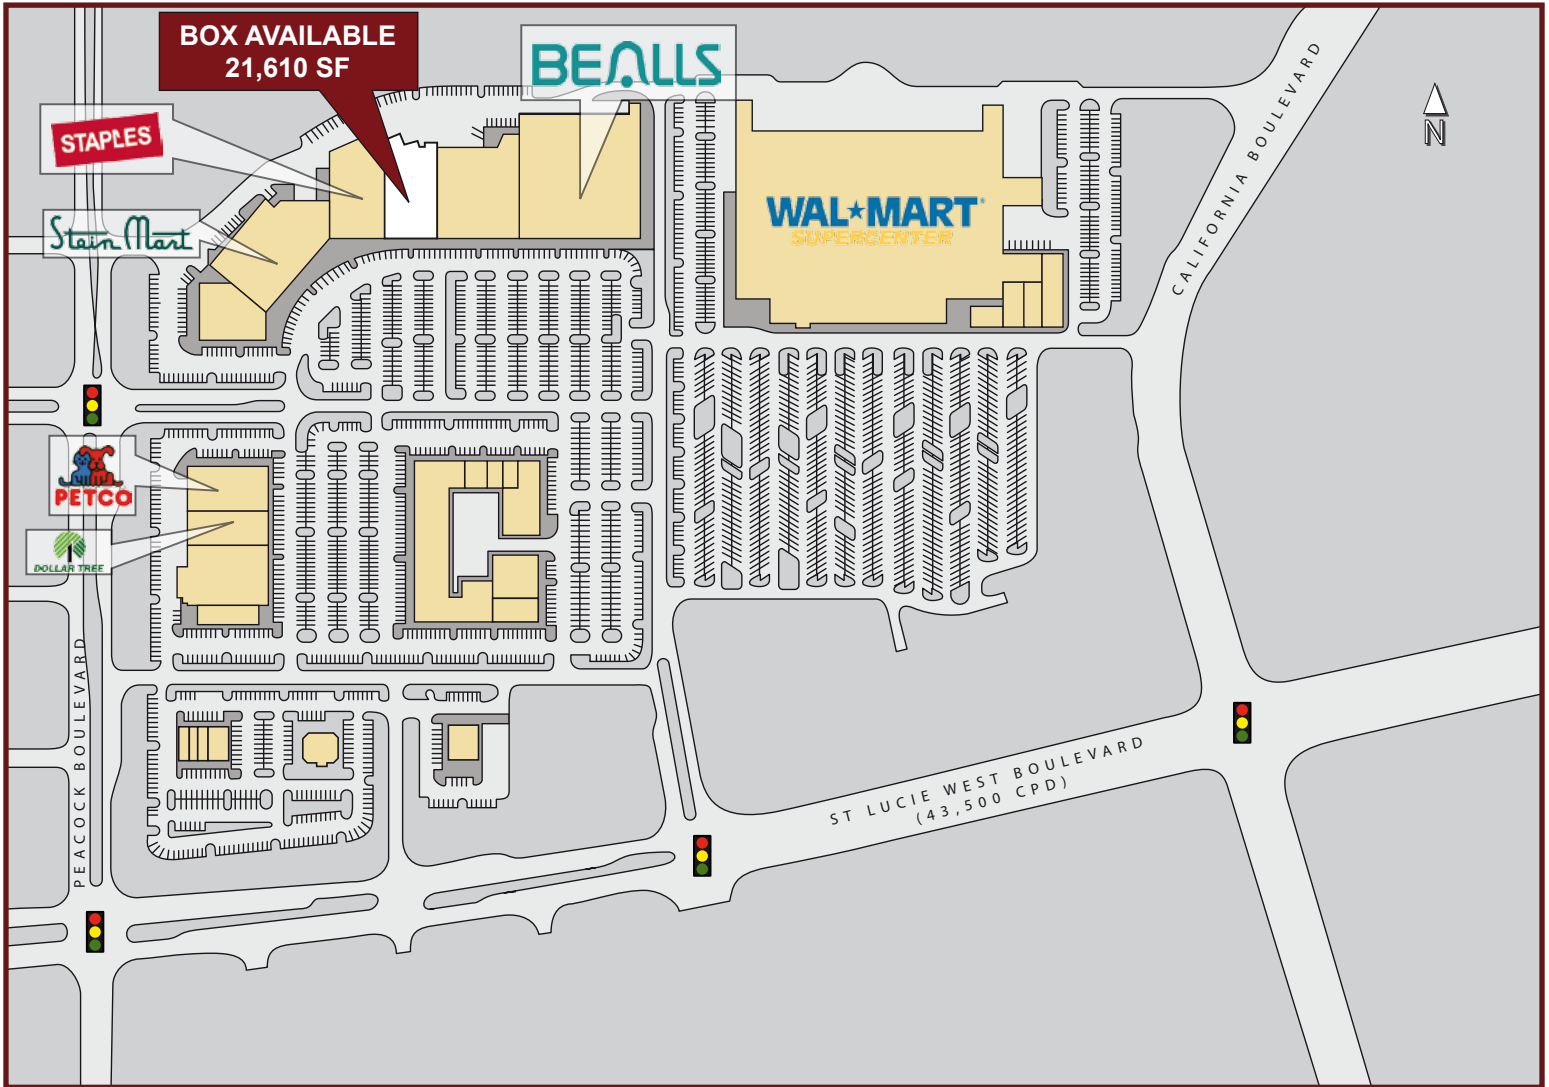 BOX AVAILABLE
21,610 SF
BEALLS
STAPLES
Stein Mart
WAL★MART
SUPERCENTER
CALIFORNIA BOULEVARD
N
PETCO
DOLLAR TREE
PEACOCK BOULEVARD
ST LUCIE WEST BOULEVARD
(43,500 CPD)